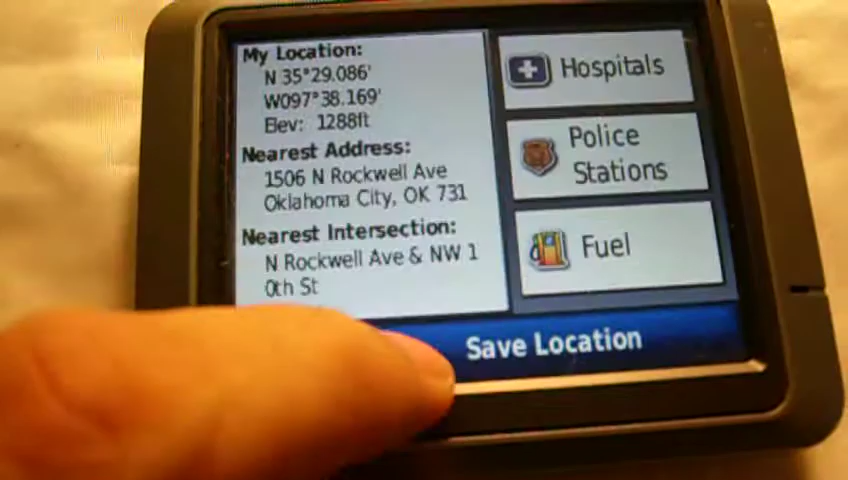 My Location:
N 35°29.086'
W097°38.169'
Elev: 1288ft
Nearest Address:
1506 N Rockwell Ave
Oklahoma City, OK 731
Nearest Intersection:
N Rockwell Ave & NW 1
0th St
Hospitals
Police
Stations
Fuel
Save Location